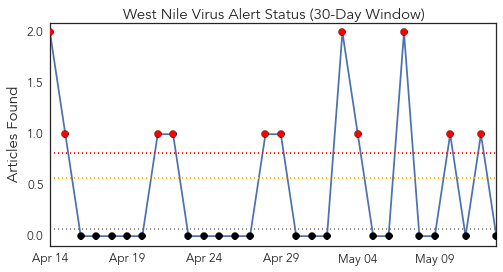 West Nile Virus Alert Status (30-Day Window)
Articles Found
2.0
1.5
1.0
0.5
0.0
Apr 14
Apr 19
Apr 24
Apr 29
May 04
May 09